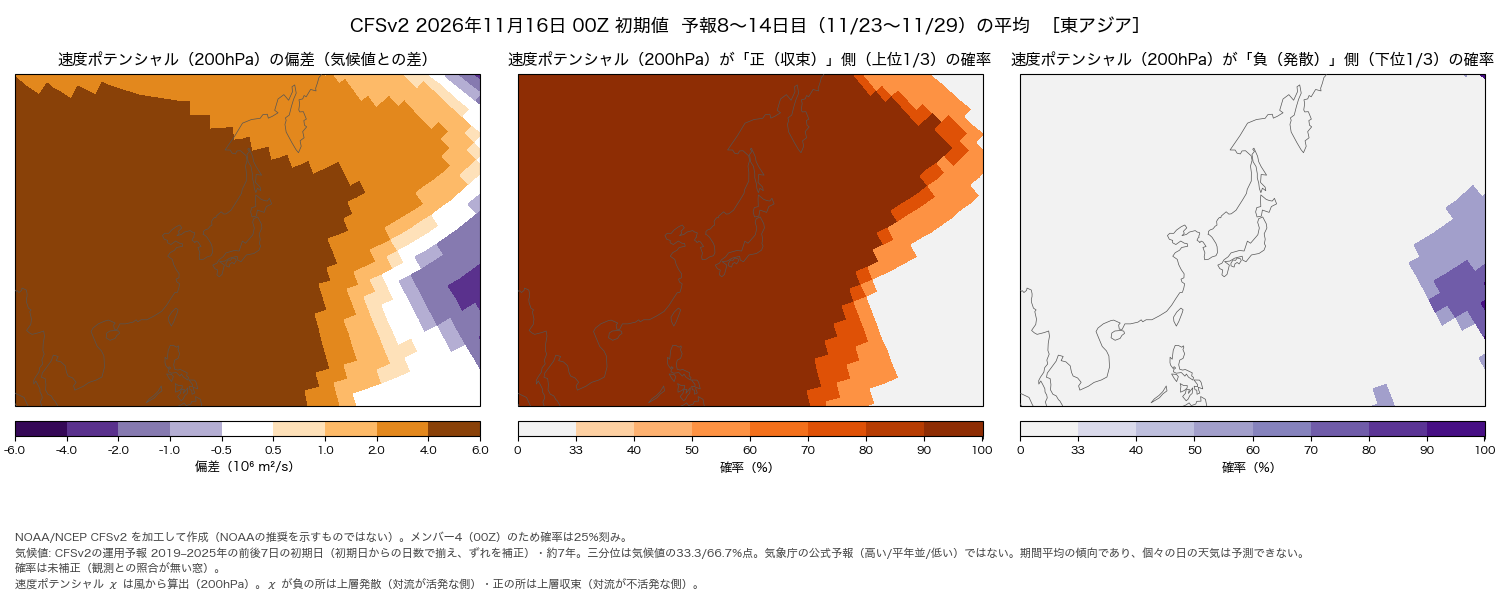 CFSv2 2026年11月16日 00Z 初期値 予報8～14日目（11/23～11/29）の平均 ［東アジア］
速度ポテンシャル（200hPa）の偏差（気候値との差）
速度ポテンシャル（200hPa）が「正（収束）」側（上位1/3）の確率
速度ポテンシャル（200hPa）が「負（発散）」側（下位1/3）の確率
-6.0 -4.0 -2.0 -1.0 -0.5 0.5 1.0 2.0 4.0 6.0
偏差（10⁶ m²/s）
0 33 40 50 60 70 80 90 100
確率（%）
0 33 40 50 60 70 80 90 100
確率（%）
NOAA/NCEP CFSv2 を加工して作成（NOAAの推奨を示すものではない）。メンバー4（00Z）のため確率は25%刻み。
気候値: CFSv2の運用予報 2019–2025年の前後7日の初期日（初期日からの日数で揃え、ずれを補正）・約7年。三分位は気候値の33.3/66.7%点。気象庁の公式予報（高い/平年並/低い）ではない。期間平均の傾向であり、個々の日の天気は予測できない。
確率は未補正（観測との照合が無い窓）。
速度ポテンシャル χ は風から算出（200hPa）。χ が負の所は上層発散（対流が活発な側）・正の所は上層収束（対流が不活発な側）。